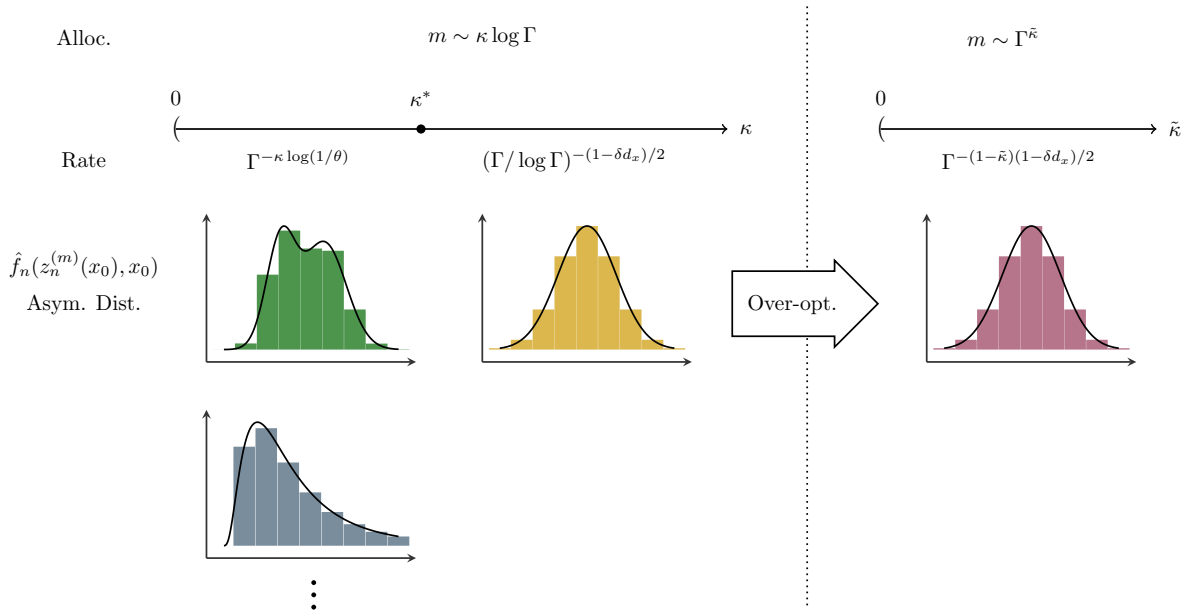 Alloc.
m ∼ κ log Γ
m ∼ Γ^{κ̃}
0
κ*
κ
0
κ̃
Rate
Γ^{−κ log(1/θ)}
(Γ/ log Γ)^{−(1−δd_x)/2}
Γ^{−(1−κ̃)(1−δd_x)/2}
f̂_n(z_n^{(m)}(x_0), x_0)
Asym. Dist.
Over-opt.